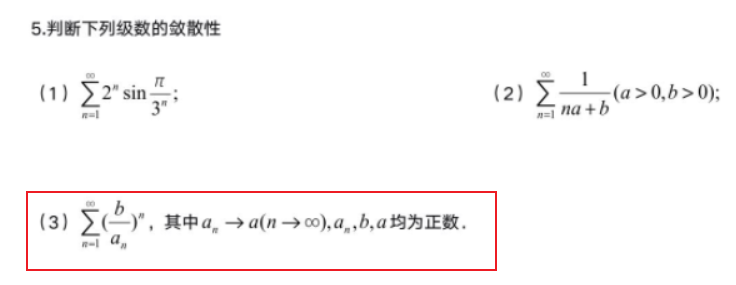 5.判断下列级数的敛散性
(1) $\sum_{n=1}^{\infty} 2^n \sin \frac{\pi}{3^n}$; (2) $\sum_{n=1}^{\infty} \frac{1}{na+b}(a>0,b>0)$;
(3) $\sum_{n=1}^{\infty} (\frac{b}{a_n})^n$, 其中 $a_n \to a(n \to \infty), a_n, b, a$ 均为正数.